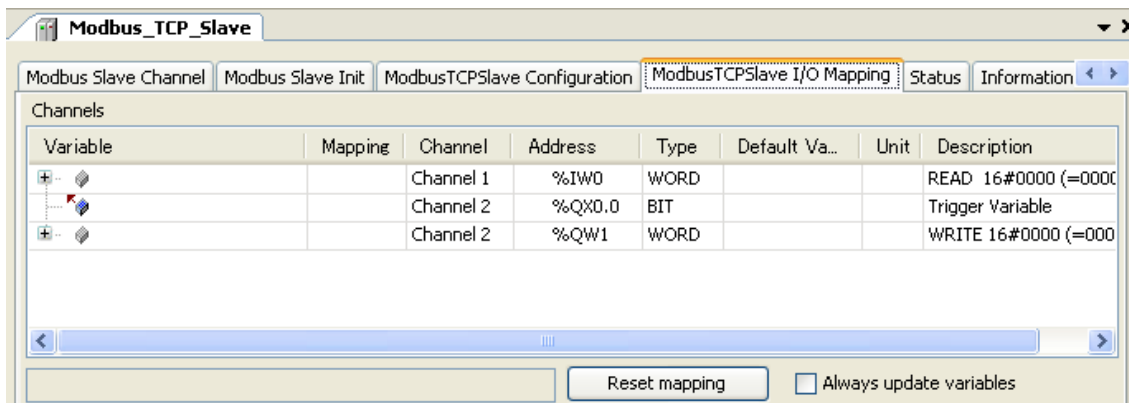 Modbus_TCP_Slave
Modbus Slave Channel Modbus Slave Init ModbusTCPSlave Configuration ModbusTCPSlave I/O Mapping Status Information
Channels
Variable Mapping Channel Address Type Default Va... Unit Description
Channel 1 %IW0 WORD READ 16#0000 (=0000
Channel 2 %QX0.0 BIT Trigger Variable
Channel 2 %QW1 WORD WRITE 16#0000 (=000
Reset mapping Always update variables